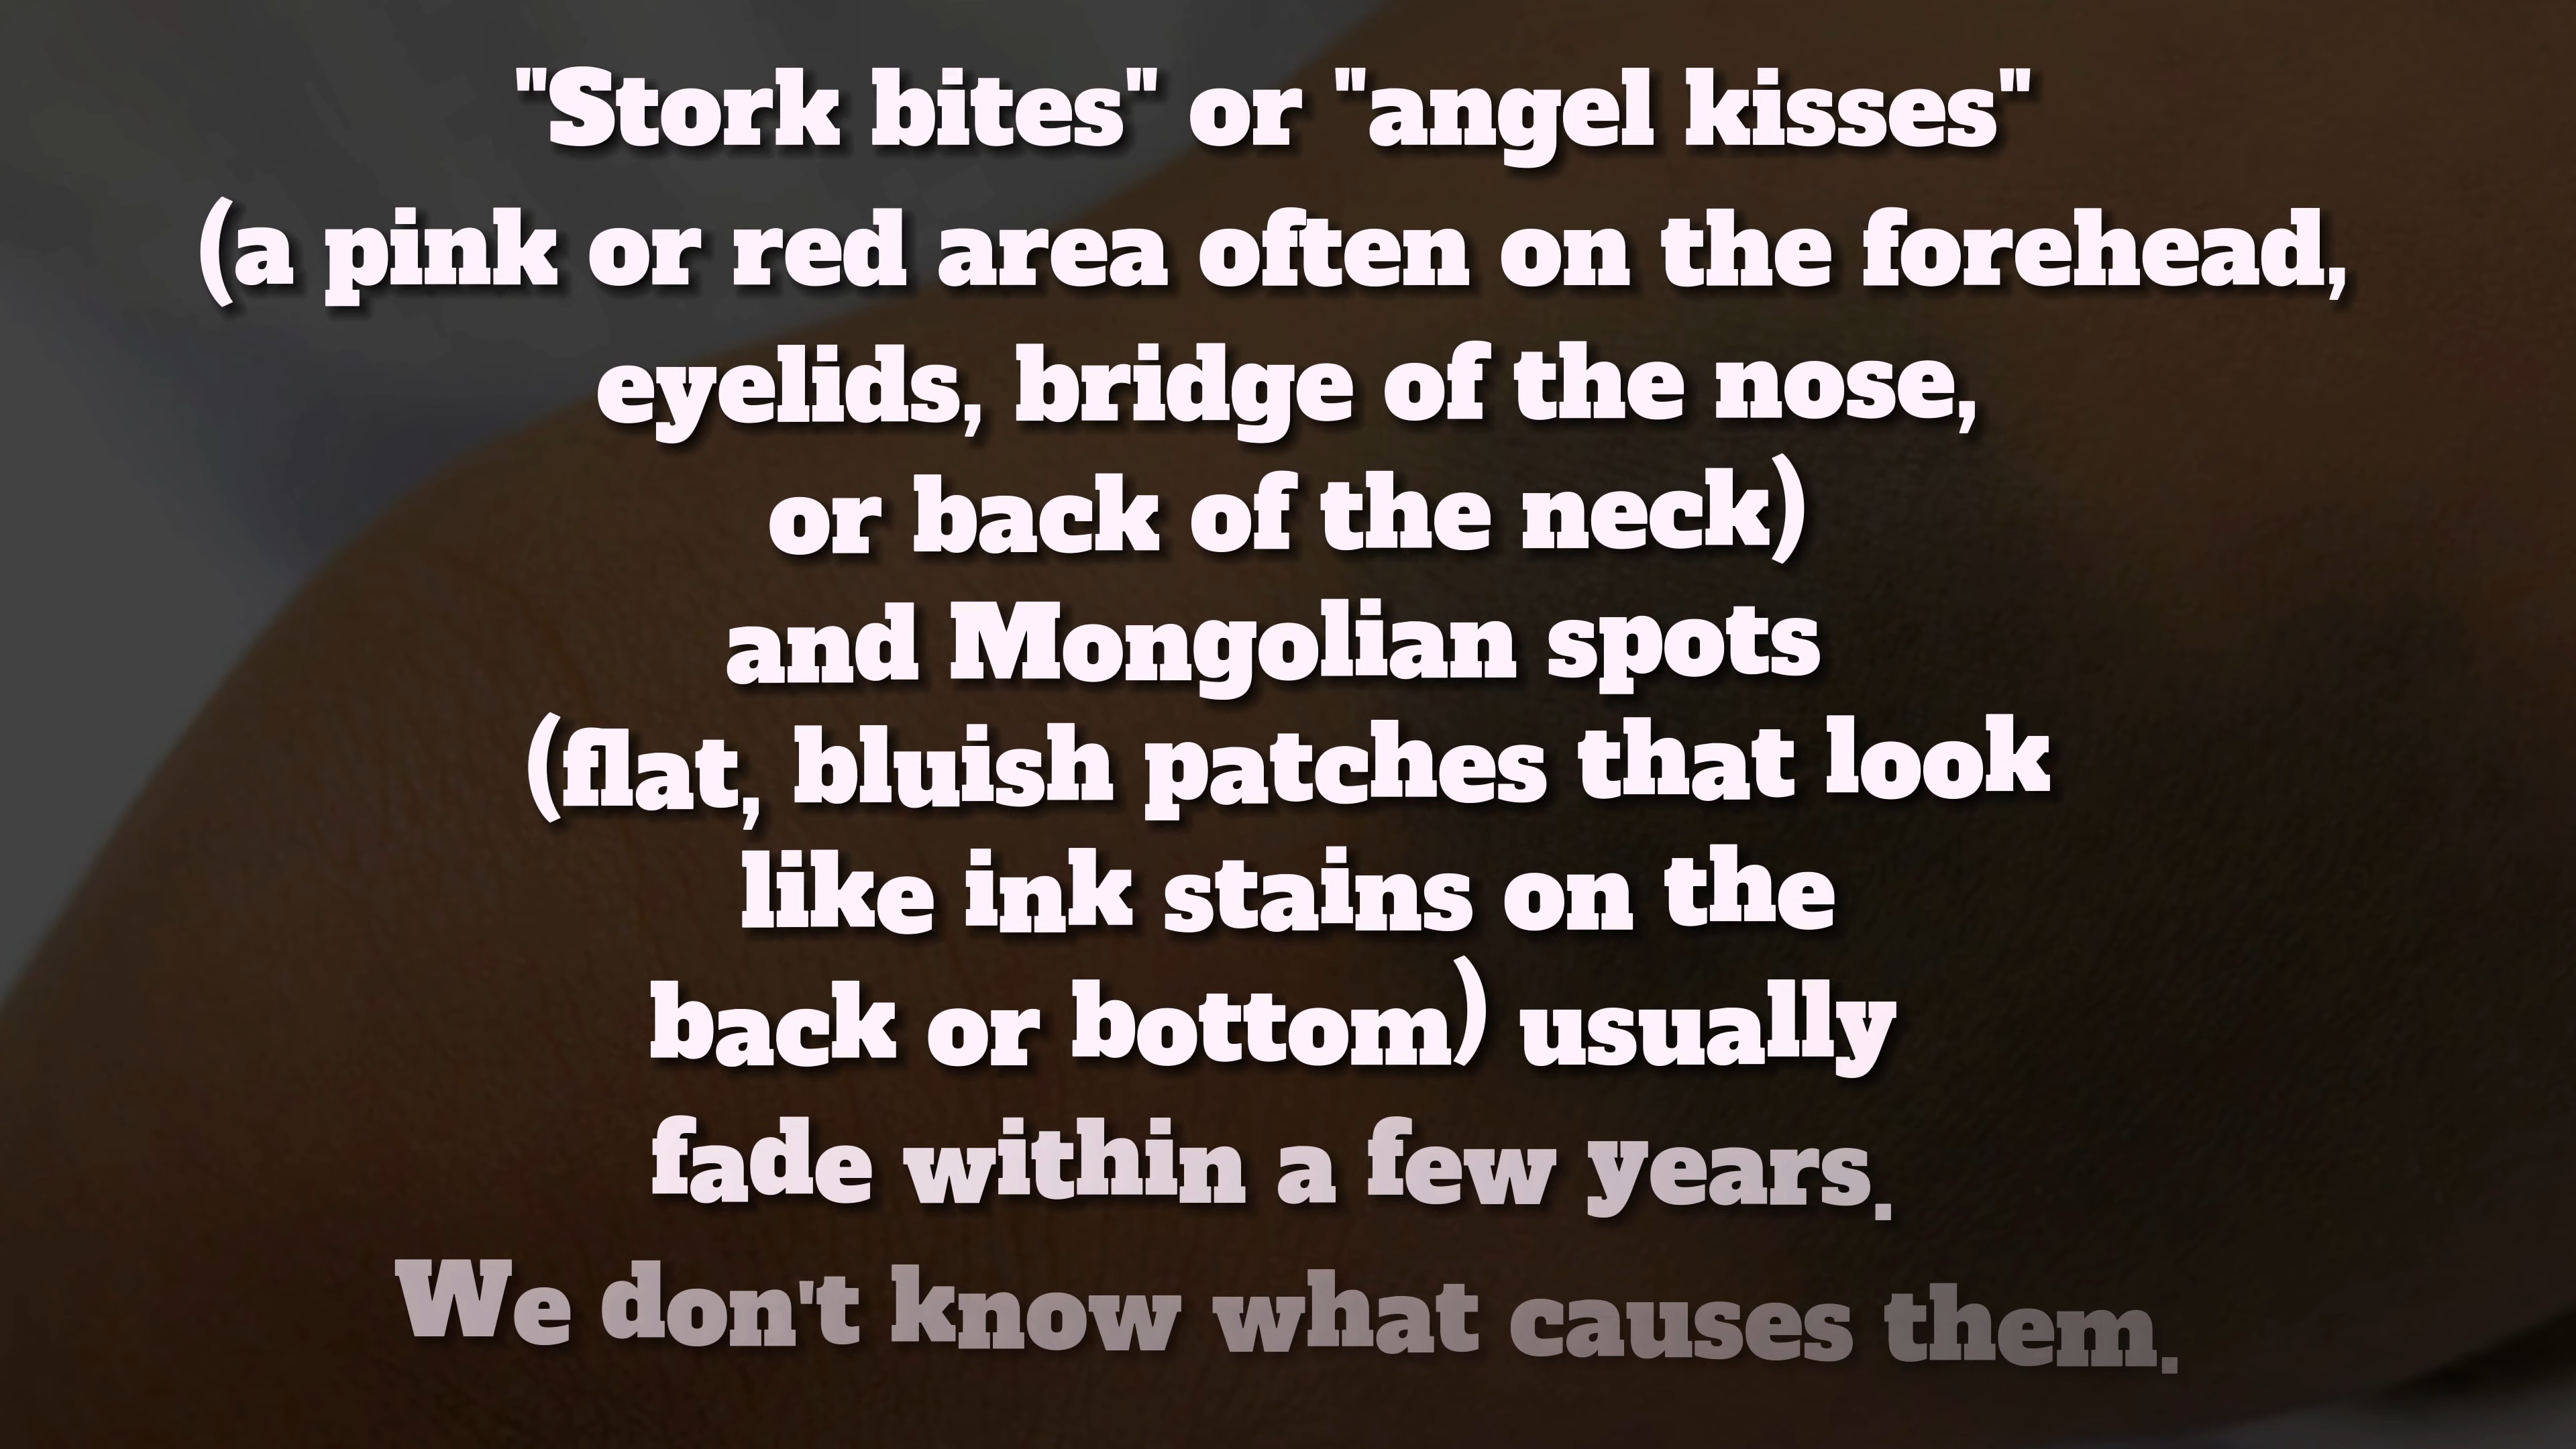 "Stork bites" or "angel kisses"
(a pink or red area often on the forehead,
eyelids, bridge of the nose,
or back of the neck)
and Mongolian spots
(flat, bluish patches that look
like ink stains on the
back or bottom) usually
fade within a few years.
We don't know what causes them.